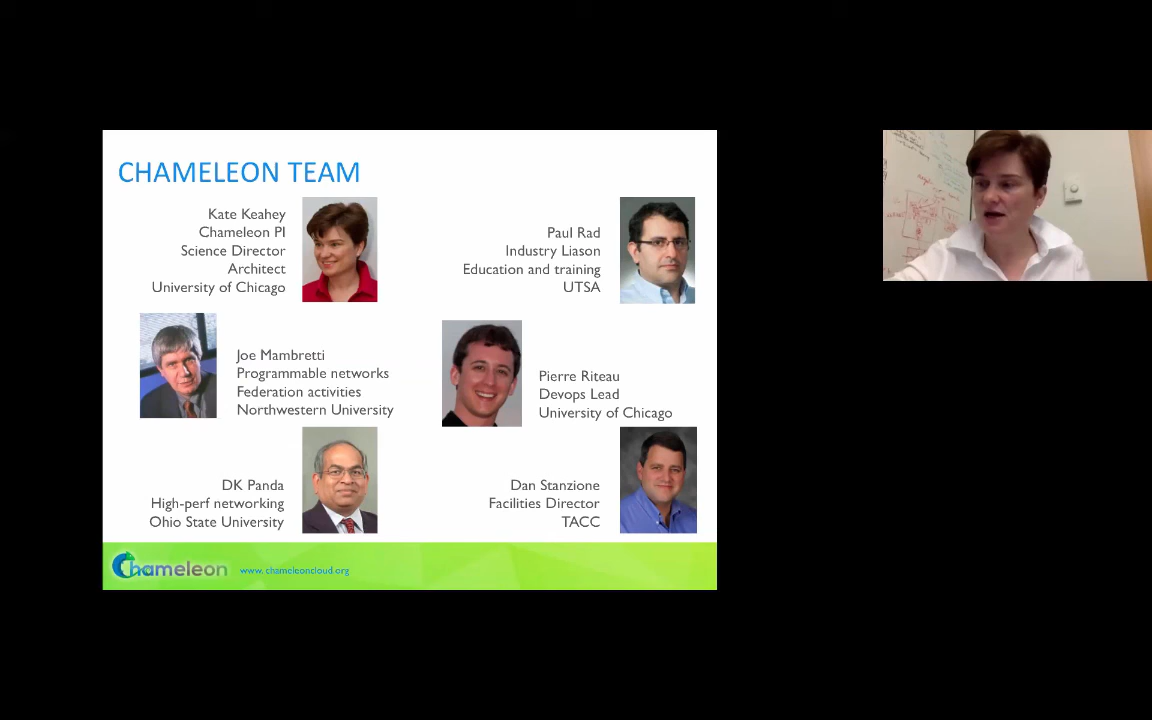 CHAMELEON TEAM
Kate Keahey
Chameleon PI
Science Director
Architect
University of Chicago
Paul Rad
Industry Liason
Education and training
UTSA
Joe Mambretti
Programmable networks
Federation activities
Northwestern University
Pierre Riteau
Devops Lead
University of Chicago
DK Panda
High-perf networking
Ohio State University
Dan Stanzione
Facilities Director
TACC
Chameleon
www. chameleoncloud.org